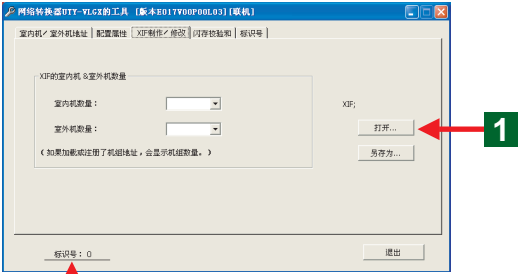 网络转换器UTY-VLGX的工具 [版本E017V00P00L03][联机]
室内机/室外机地址 配置属性 XIF制作/修改 闪存校验和 标识号
XIF的室内机 &室外机数量
室内机数量：
XIF;
室外机数量：
打开...
1
（如果加载或注册了机组地址，会显示机组数量。）
另存为...
标识号： 0
退出